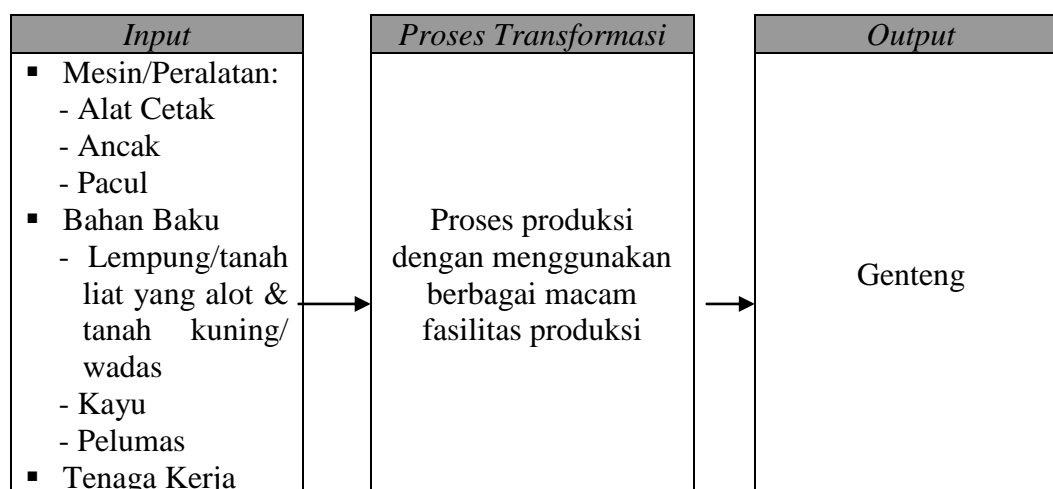 Input
▪ Mesin/Peralatan:
- Alat Cetak
- Ancak
- Pacul
▪ Bahan Baku
- Lempung/tanah
liat yang alot &
tanah kuning/
wadas
- Kayu
- Pelumas
▪ Tenaga Kerja
Proses Transformasi
Proses produksi
dengan menggunakan
berbagai macam
fasilitas produksi
Output
Genteng